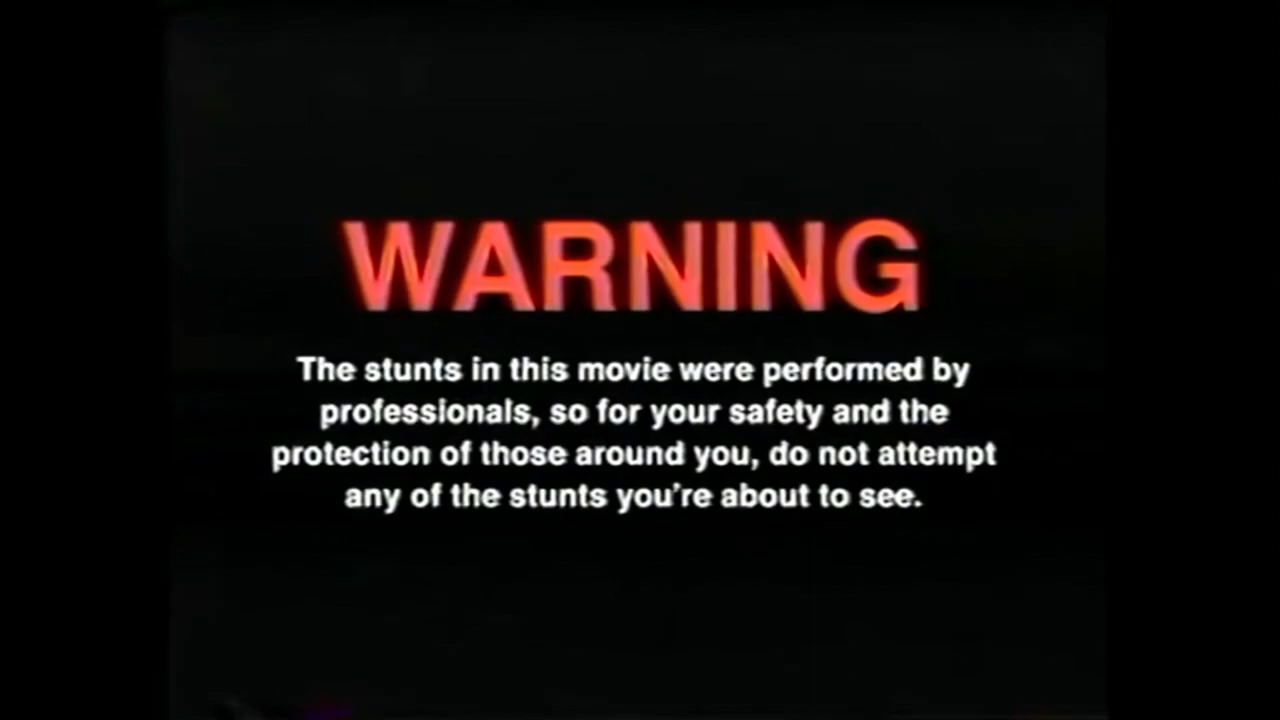 WARNING
The stunts in this movie were performed by
professionals, so for your safety and the
protection of those around you, do not attempt
any of the stunts you're about to see.